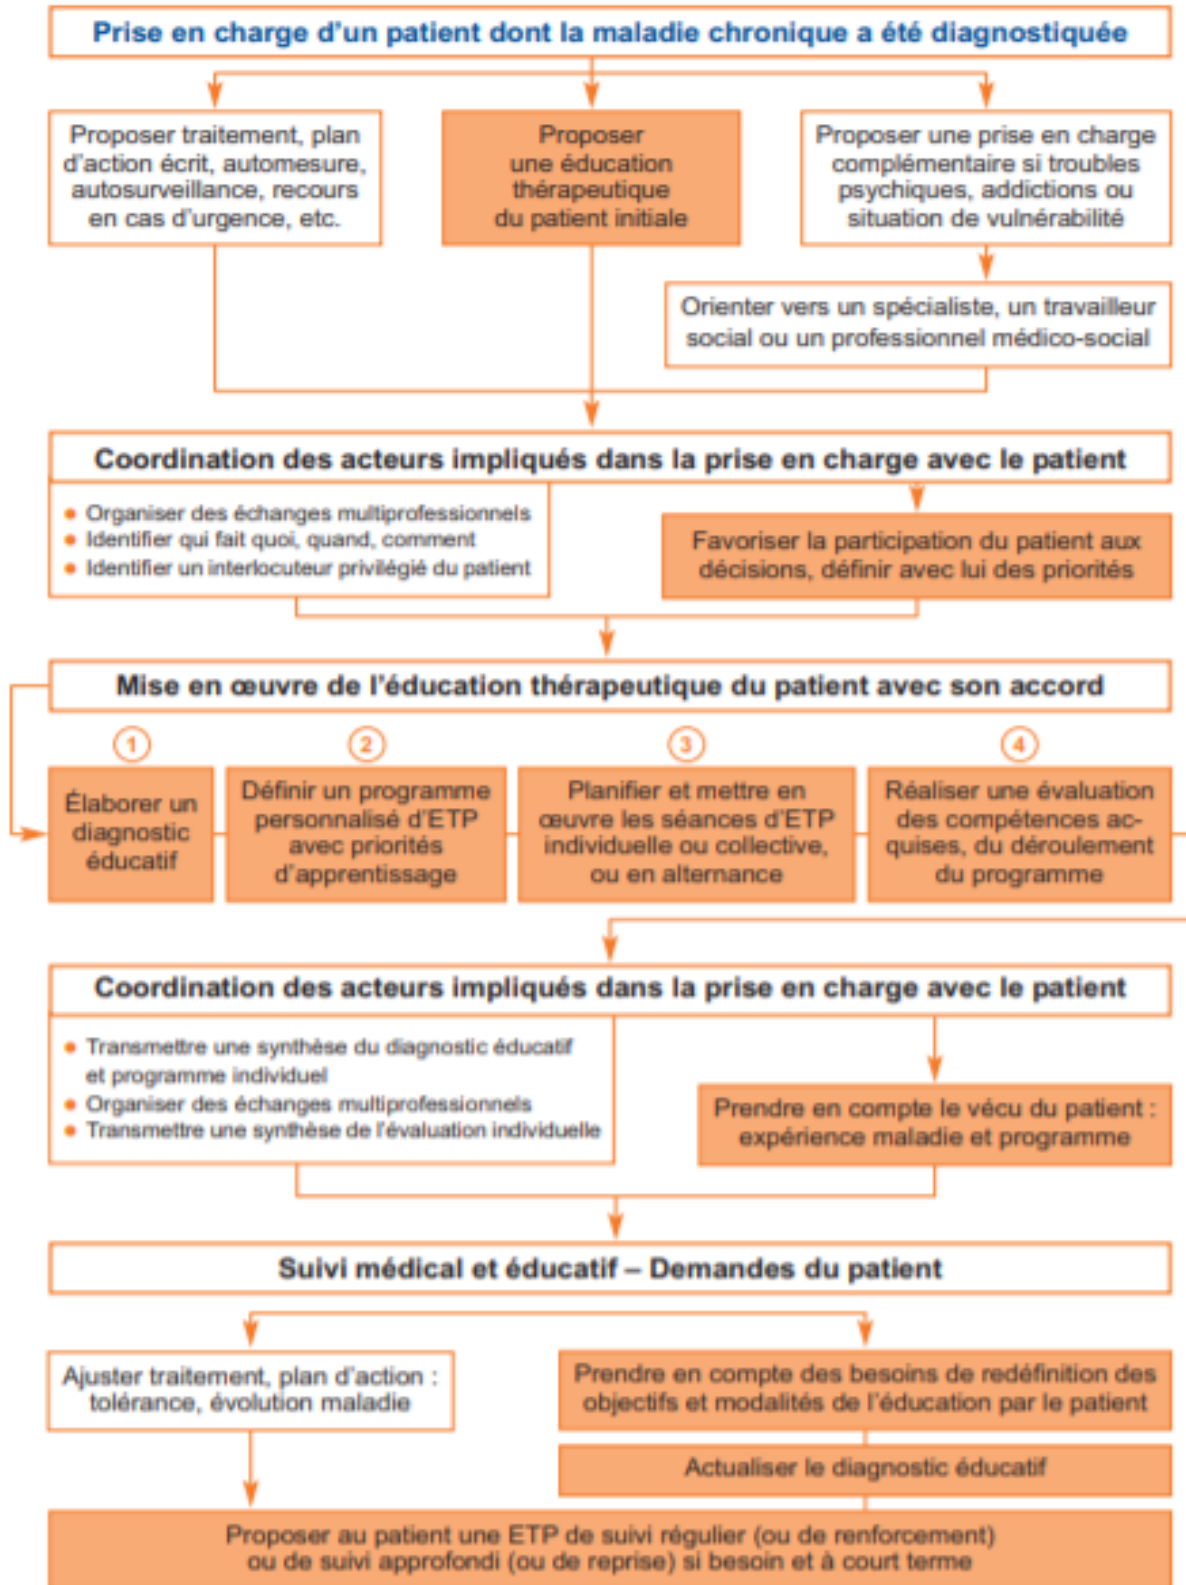 Prise en charge d'un patient dont la maladie chronique a été diagnostiquée
Proposer traitement, plan
d'action écrit, automesure,
autosurveillance, recours
en cas d'urgence, etc.
Proposer
une éducation
thérapeutique
du patient initiale
Proposer une prise en charge
complémentaire si troubles
psychiques, addictions ou
situation de vulnérabilité
Orienter vers un spécialiste, un travailleur
social ou un professionnel médico-social
Coordination des acteurs impliqués dans la prise en charge avec le patient
• Organiser des échanges multiprofessionnels
• Identifier qui fait quoi, quand, comment
• Identifier un interlocuteur privilégié du patient
Favoriser la participation du patient aux
décisions, définir avec lui des priorités
Mise en œuvre de l'éducation thérapeutique du patient avec son accord
1
Élaborer un
diagnostic
éducatif
2
Définir un programme
personnalisé d'ETP
avec priorités
d'apprentissage
3
Planifier et mettre en
œuvre les séances d'ETP
individuelle ou collective,
ou en alternance
4
Réaliser une évaluation
des compétences ac-
quises, du déroulement
du programme
Coordination des acteurs impliqués dans la prise en charge avec le patient
• Transmettre une synthèse du diagnostic éducatif
et programme individuel
• Organiser des échanges multiprofessionnels
• Transmettre une synthèse de l'évaluation individuelle
Prendre en compte le vécu du patient :
expérience maladie et programme
Suivi médical et éducatif – Demandes du patient
Ajuster traitement, plan d'action :
tolérance, évolution maladie
Prendre en compte des besoins de redéfinition des
objectifs et modalités de l'éducation par le patient
Actualiser le diagnostic éducatif
Proposer au patient une ETP de suivi régulier (ou de renforcement)
ou de suivi approfondi (ou de reprise) si besoin et à court terme